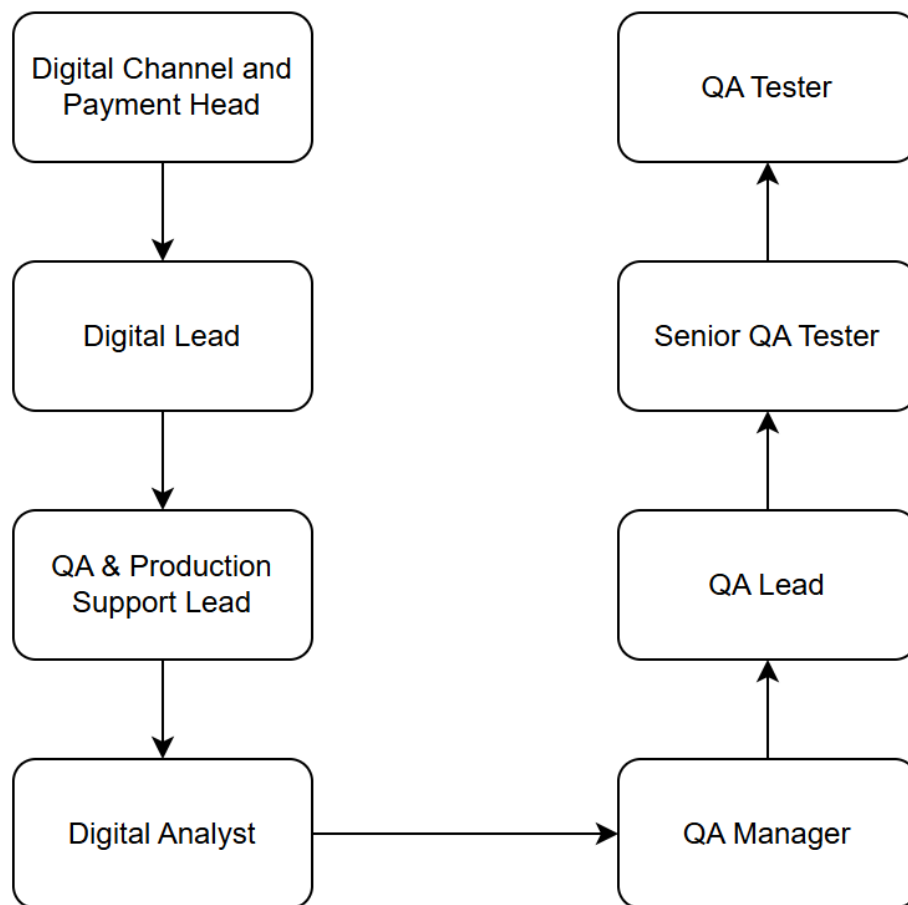 Digital Channel and
Payment Head
Digital Lead
QA & Production
Support Lead
Digital Analyst
QA Manager
QA Lead
Senior QA Tester
QA Tester